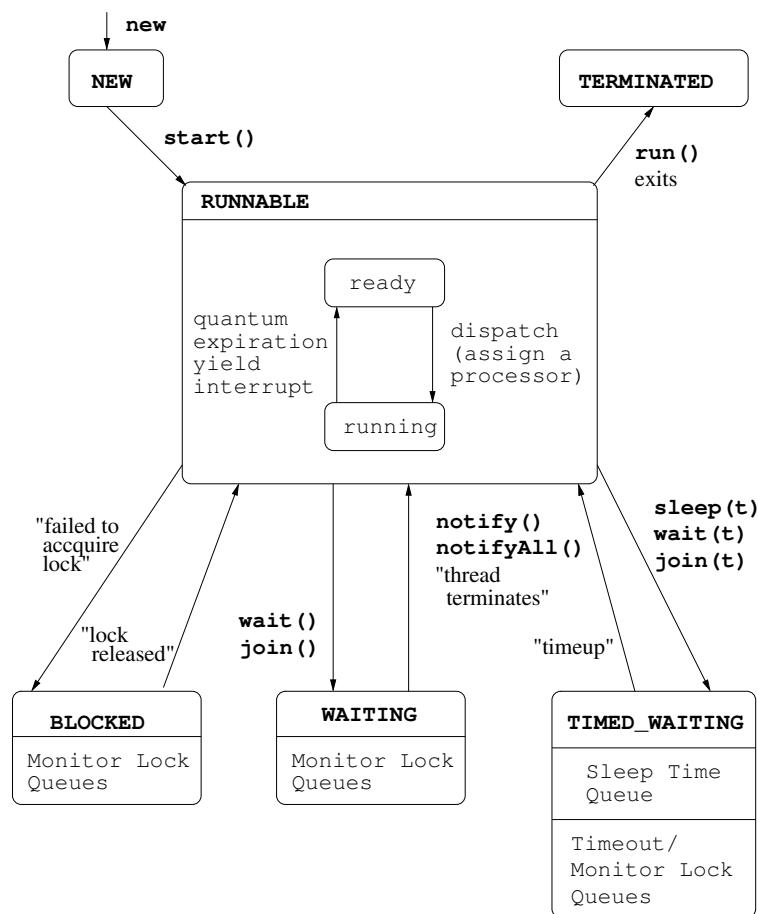 new
NEW
TERMINATED
start()
run()
exits
RUNNABLE
ready
quantum
expiration
yield
interrupt
dispatch
(assign a
processor)
running
"failed to
accquire
lock"
"lock
released"
wait()
join()
notify()
notifyAll()
"thread
terminates"
"timeup"
sleep(t)
wait(t)
join(t)
BLOCKED
Monitor Lock
Queues
WAITING
Monitor Lock
Queues
TIMED_WAITING
Sleep Time
Queue
Timeout/
Monitor Lock
Queues